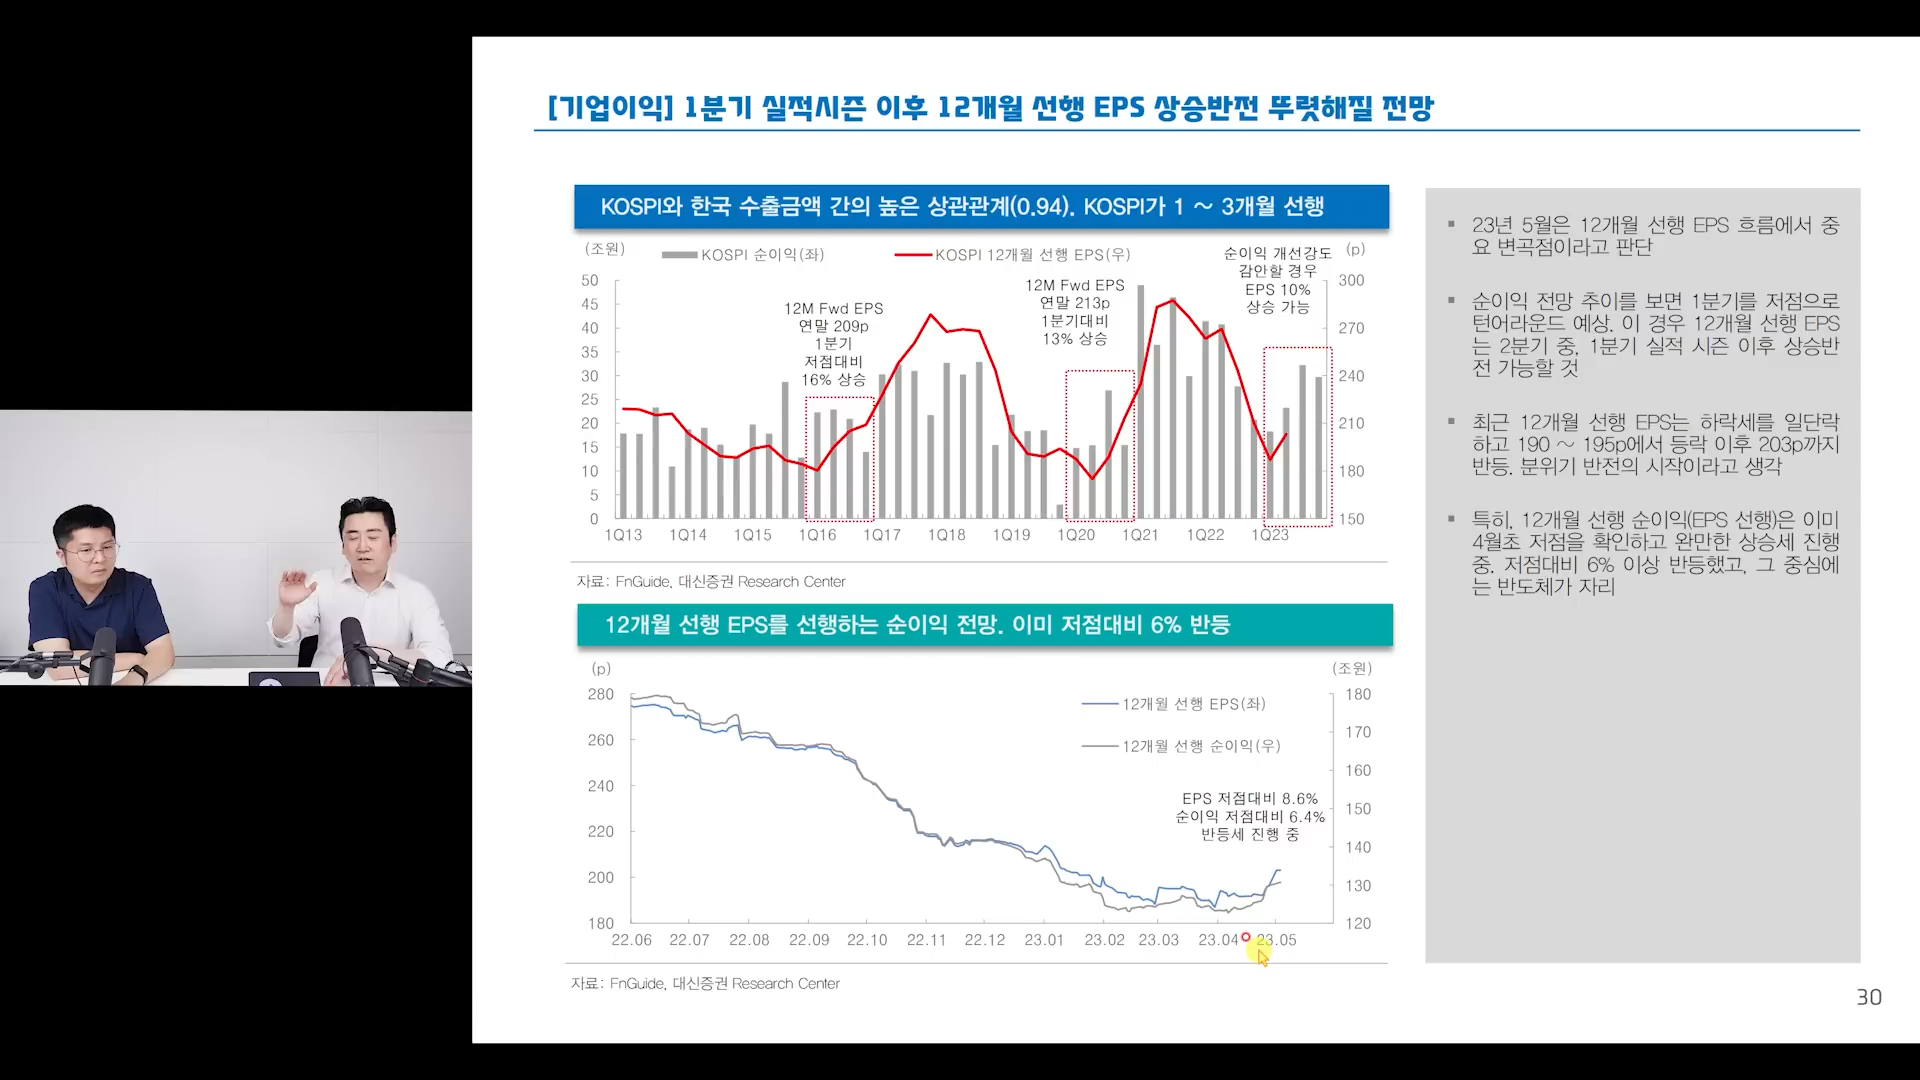 [기업이익] 1분기 실적시즌 이후 12개월 선행 EPS 상승반전 뚜렷해질 전망
KOSPI와 한국 수출금액 간의 높은 상관관계(0.94). KOSPI가 1 ~ 3개월 선행
(조원)
KOSPI 순이익(좌)
KOSPI 12개월 선행 EPS(우)
(p)
순이익 개선강도
감안할 경우
EPS 10%
상승 가능
12M Fwd EPS
연말 213p
1분기대비
13% 상승
12M Fwd EPS
연말 209p
1분기
저점대비
16% 상승
50
45
40
35
30
25
20
15
10
5
0
300
270
240
210
180
150
1Q13 1Q14 1Q15 1Q16 1Q17 1Q18 1Q19 1Q20 1Q21 1Q22 1Q23
자료: FnGuide, 대신증권 Research Center
12개월 선행 EPS를 선행하는 순이익 전망. 이미 저점대비 6% 반등
(p)
(조원)
12개월 선행 EPS(좌)
12개월 선행 순이익(우)
EPS 저점대비 8.6%
순이익 저점대비 6.4%
반등세 진행 중
280
260
240
220
200
180
180
170
160
150
140
130
120
22.06 22.07 22.08 22.09 22.10 22.11 22.12 23.01 23.02 23.03 23.04 23.05
자료: FnGuide, 대신증권 Research Center
▪ 23년 5월은 12개월 선행 EPS 흐름에서 중
요 변곡점이라고 판단
▪ 순이익 전망 추이를 보면 1분기를 저점으로
턴어라운드 예상. 이 경우 12개월 선행 EPS
는 2분기 중, 1분기 실적 시즌 이후 상승반
전 가능할 것
▪ 최근 12개월 선행 EPS는 하락세를 일단락
하고 190 ~ 195p에서 등락 이후 203p까지
반등. 분위기 반전의 시작이라고 생각
▪ 특히, 12개월 선행 순이익(EPS 선행)은 이미
4월초 저점을 확인하고 완만한 상승세 진행
중. 저점대비 6% 이상 반등했고, 그 중심에
는 반도체가 자리
30